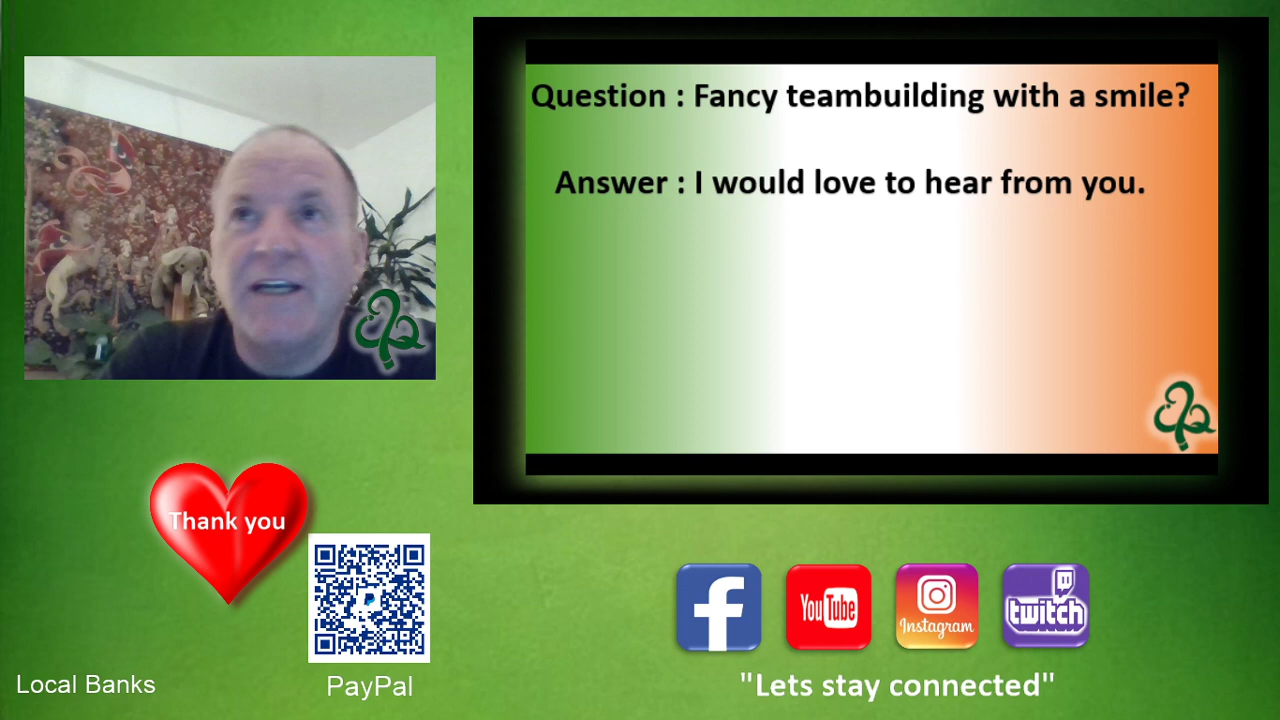 Question : Fancy teambuilding with a smile?
Answer : I would love to hear from you.
Thank you
Local Banks
PayPal
YouTube
Instagram
twitch
"Lets stay connected"